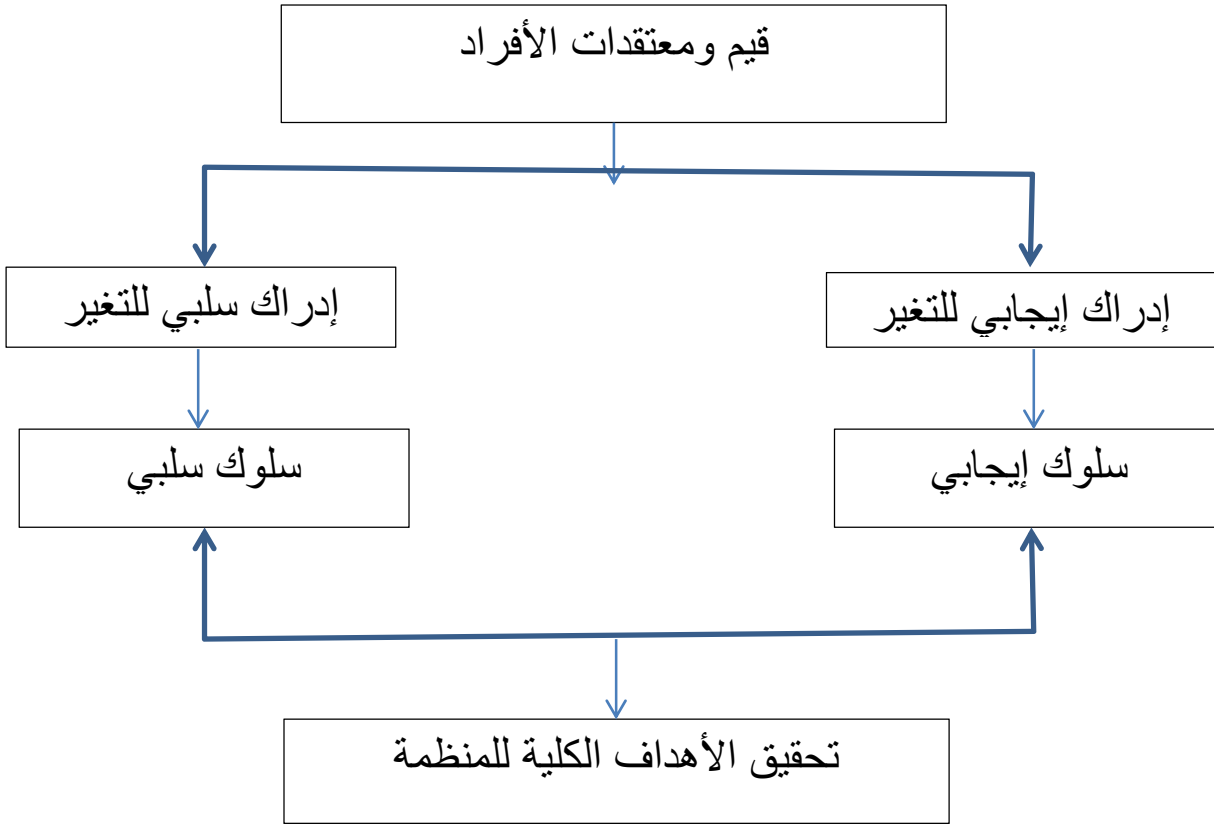 قيم ومعتقدات الأفراد
إدراك إيجابي للتغير
إدراك سلبي للتغير
سلوك إيجابي
سلوك سلبي
تحقيق الأهداف الكلية للمنظمة